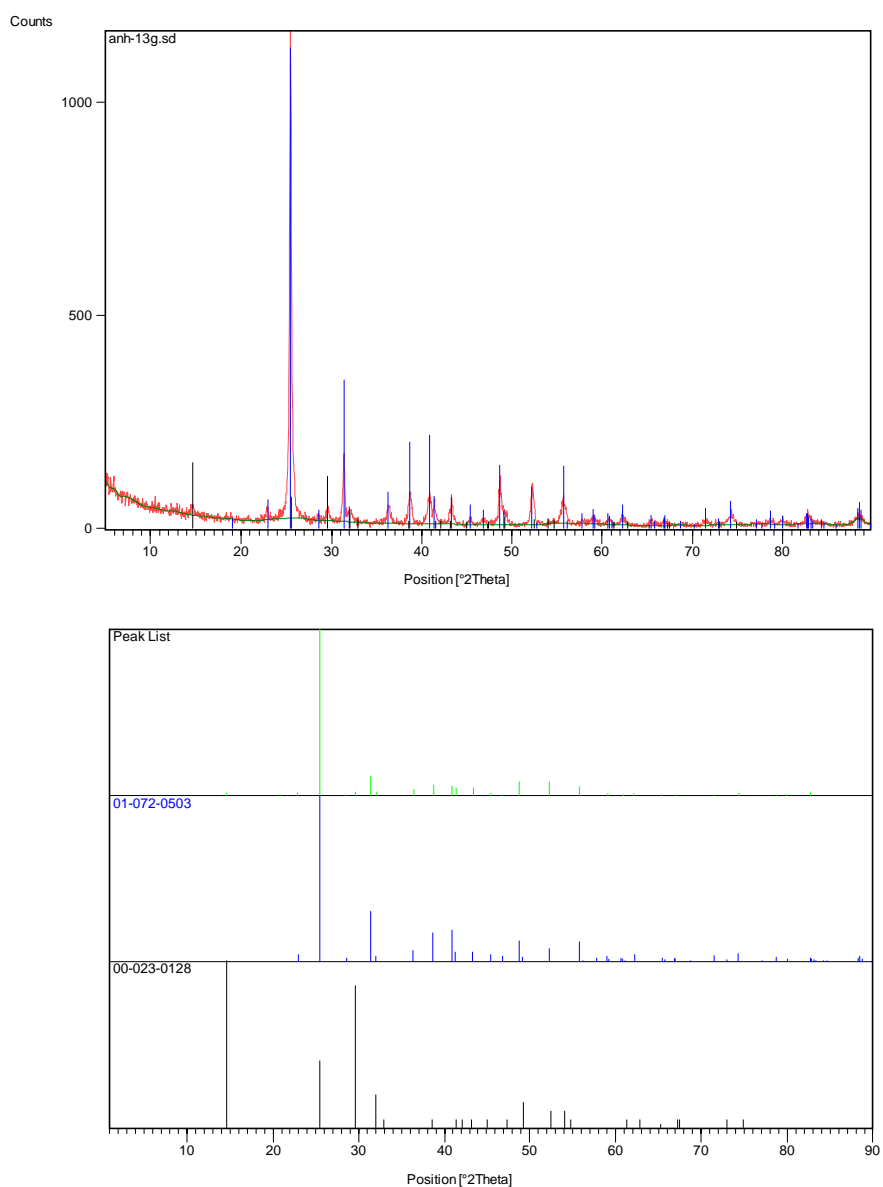 Counts
anh-13g.sd
1000
500
0
10 20 30 40 50 60 70 80
Position [°2Theta]
Peak List
01-072-0503
00-023-0128
10 20 30 40 50 60 70 80 90
Position [°2Theta]